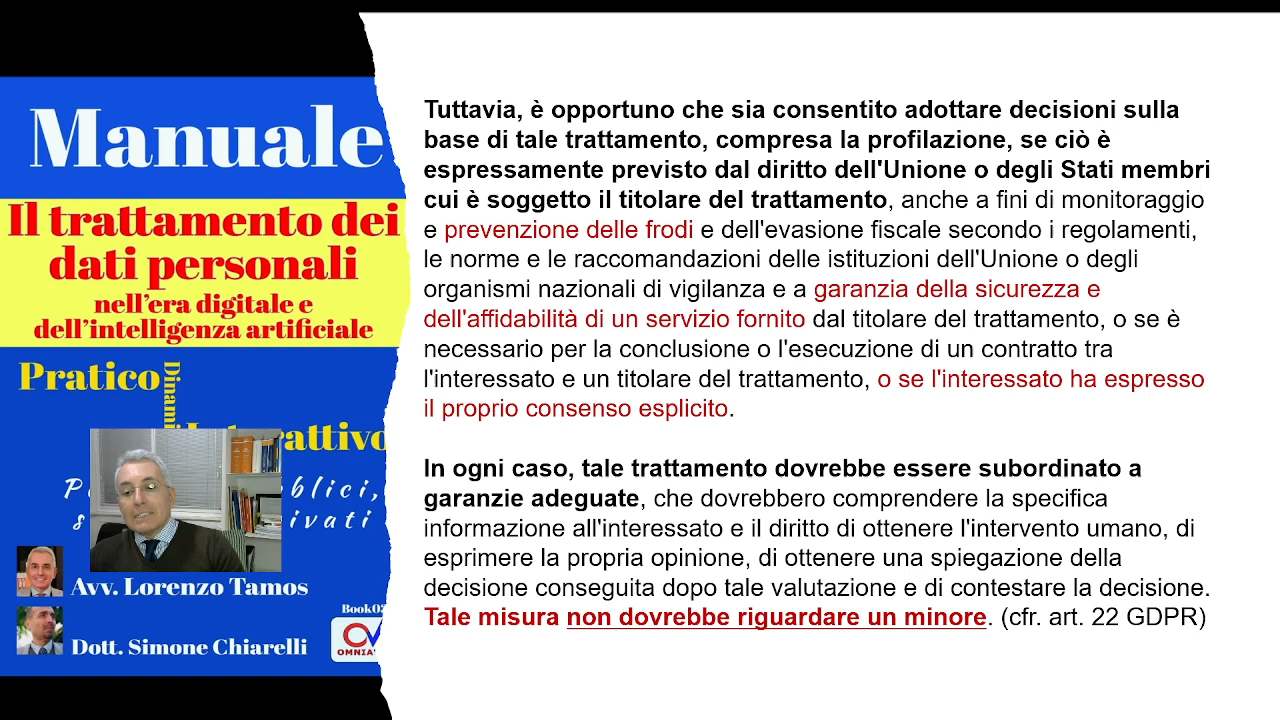 Manuale
Il trattamento dei
dati personali
nell'era digitale e
dell'intelligenza artificiale
Pratico
Avv. Lorenzo Tamos
Dott. Simone Chiarelli
Tuttavia, è opportuno che sia consentito adottare decisioni sulla
base di tale trattamento, compresa la profilazione, se ciò è
espressamente previsto dal diritto dell'Unione o degli Stati membri
cui è soggetto il titolare del trattamento, anche a fini di monitoraggio
e prevenzione delle frodi e dell'evasione fiscale secondo i regolamenti,
le norme e le raccomandazioni delle istituzioni dell'Unione o degli
organismi nazionali di vigilanza e a garanzia della sicurezza e
dell'affidabilità di un servizio fornito dal titolare del trattamento, o se è
necessario per la conclusione o l'esecuzione di un contratto tra
l'interessato e un titolare del trattamento, o se l'interessato ha espresso
il proprio consenso esplicito.
In ogni caso, tale trattamento dovrebbe essere subordinato a
garanzie adeguate, che dovrebbero comprendere la specifica
informazione all'interessato e il diritto di ottenere l'intervento umano, di
esprimere la propria opinione, di ottenere una spiegazione della
decisione conseguita dopo tale valutazione e di contestare la decisione.
Tale misura non dovrebbe riguardare un minore. (cfr. art. 22 GDPR)